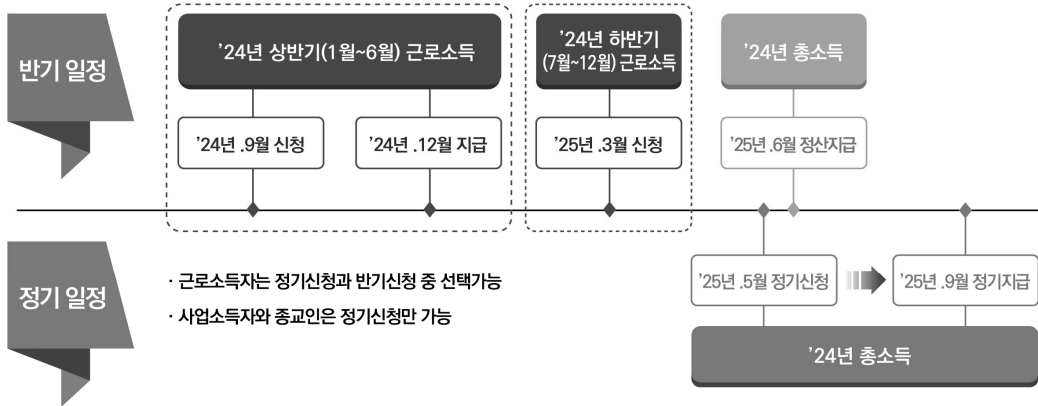 반기 일정
’24년 상반기(1월~6월) 근로소득
’24년 하반기
(7월~12월) 근로소득
’24년 총소득
’24년 .9월 신청
’24년 .12월 지급
’25년 .3월 신청
’25년 .6월 정산지급
정기 일정
· 근로소득자는 정기신청과 반기신청 중 선택가능
· 사업소득자와 종교인은 정기신청만 가능
’25년 .5월 정기신청
’25년 .9월 정기지급
’24년 총소득